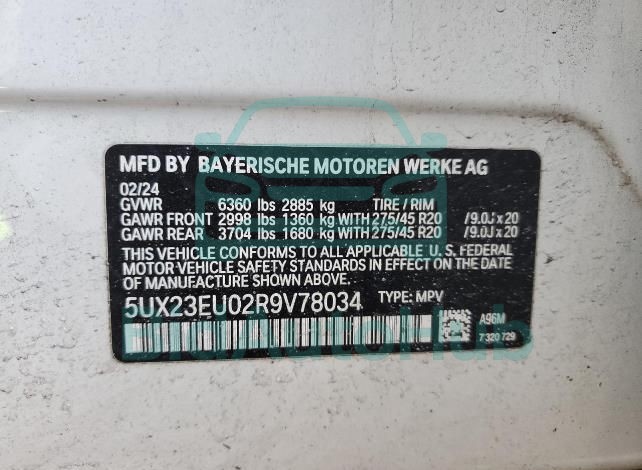 MFD BY BAYERISCHE MOTOREN WERKE AG
02/24
GVWR 6360 lbs 2885 kg TIRE / RIM
GAWR FRONT 2998 lbs 1360 kg WITH 275/45 R20 /9.0J x 20
GAWR REAR 3704 lbs 1680 kg WITH 275/45 R20 /9.0J x 20
THIS VEHICLE CONFORMS TO ALL APPLICABLE U. S. FEDERAL
MOTOR VEHICLE SAFETY STANDARDS IN EFFECT ON THE DATE
OF MANUFACTURE SHOWN ABOVE.
5UX23EU02R9V78034 TYPE: MPV
A96M
7 320 729
BidAutoHub